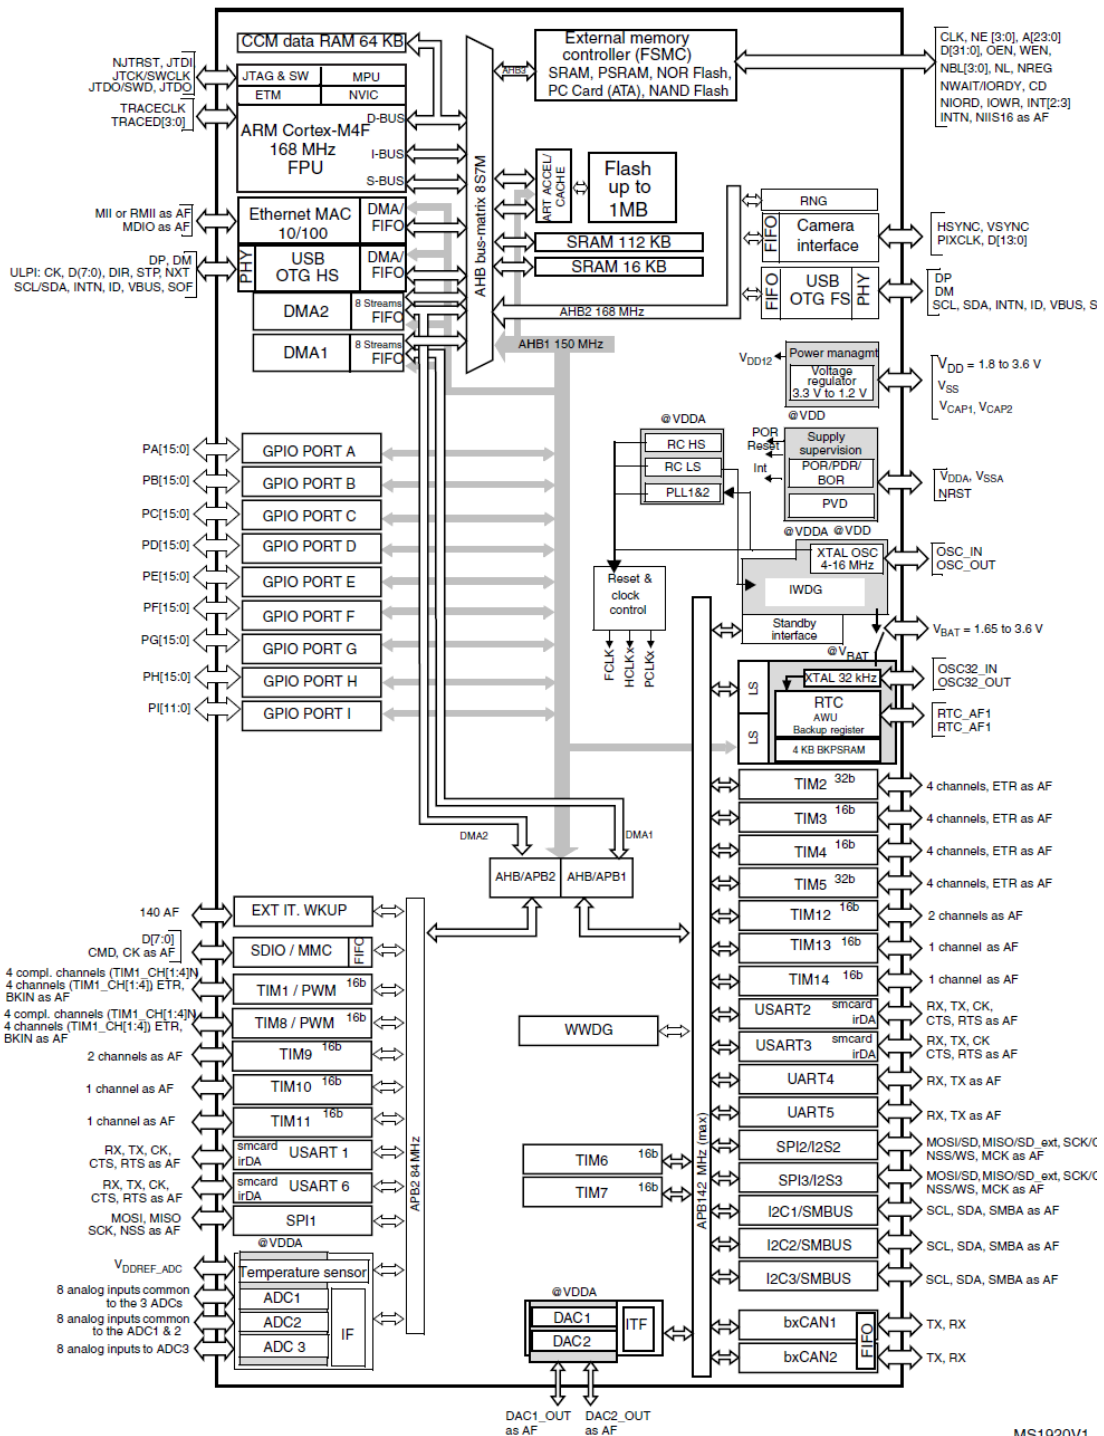 CCM data RAM 64 KB
External memory
controller (FSMC)
SRAM, PSRAM, NOR Flash,
PC Card (ATA), NAND Flash
CLK, NE [3:0], A[23:0]
D[31:0], OEN, WEN,
NBL[3:0], NL, NREG
NWAIT/IORDY, CD
NIORD, IOWR, INT[2:3]
INTN, NIIS16 as AF
AHB3
NJTRST, JTDI
JTCK/SWCLK
JTDO/SWD, JTDO
TRACECLK
TRACED[3:0]
JTAG & SW
MPU
ETM
NVIC
ARM Cortex-M4F
168 MHz
FPU
D-BUS
I-BUS
S-BUS
AHB bus-matrix 8S7M
ART ACCEL/
CACHE
Flash
up to
1MB
SRAM 112 KB
SRAM 16 KB
AHB2 168 MHz
AHB1 150 MHz
MII or RMII as AF
MDIO as AF
Ethernet MAC
10/100
DMA/
FIFO
DP, DM
ULPI: CK, D(7:0), DIR, STP, NXT
SCL/SDA, INTN, ID, VBUS, SOF
PHY
USB
OTG HS
DMA/
FIFO
DMA2
8 Streams
FIFO
DMA1
8 Streams
FIFO
RNG
FIFO
Camera
interface
HSYNC, VSYNC
PIXCLK, D[13:0]
FIFO
USB
OTG FS
PHY
DP
DM
SCL, SDA, INTN, ID, VBUS, S
VDD12
Power managmt
Voltage
regulator
3.3 V to 1.2 V
VDD = 1.8 to 3.6 V
VSS
VCAP1, VCAP2
@VDD
@VDDA
RC HS
RC LS
PLL1&2
POR
Reset
Int
Supply
supervision
POR/PDR/
BOR
PVD
VDDA, VSSA
NRST
@VDDA
@VDD
XTAL OSC
4-16 MHz
OSC_IN
OSC_OUT
IWDG
Reset &
clock
control
FCLK
HCLKx
PCLKx
Standby
interface
VBAT = 1.65 to 3.6 V
@VBAT
LS
LS
XTAL 32 kHz
OSC32_IN
OSC32_OUT
RTC
AWU
Backup register
RTC_AF1
RTC_AF1
4 KB BKPSRAM
PA[15:0]
GPIO PORT A
PB[15:0]
GPIO PORT B
PC[15:0]
GPIO PORT C
PD[15:0]
GPIO PORT D
PE[15:0]
GPIO PORT E
PF[15:0]
GPIO PORT F
PG[15:0]
GPIO PORT G
PH[15:0]
GPIO PORT H
PI[11:0]
GPIO PORT I
DMA2
DMA1
AHB/APB2
AHB/APB1
140 AF
EXT IT. WKUP
D[7:0]
CMD, CK as AF
SDIO / MMC
FIFO
4 compl. channels (TIM1_CH[1:4]N
4 channels (TIM1_CH[1:4]) ETR,
BKIN as AF
TIM1 / PWM 16b
4 compl. channels (TIM1_CH[1:4]N
4 channels (TIM1_CH[1:4]) ETR,
BKIN as AF
TIM8 / PWM 16b
2 channels as AF
TIM9 16b
1 channel as AF
TIM10 16b
1 channel as AF
TIM11 16b
RX, TX, CK,
CTS, RTS as AF
smcard
irDA
USART 1
RX, TX, CK,
CTS, RTS as AF
smcard
irDA
USART 6
MOSI, MISO
SCK, NSS as AF
SPI1
@VDDA
VDDREF_ADC
Temperature sensor
8 analog inputs common
to the 3 ADCs
ADC1
8 analog inputs common
to the ADC1 & 2
ADC2
8 analog inputs to ADC3
ADC 3
IF
APB2 84 MHz
WWDG
TIM6 16b
TIM7 16b
@VDDA
DAC1
DAC2
ITF
DAC1_OUT
as AF
DAC2_OUT
as AF
APB142 MHz (max)
TIM2 32b
4 channels, ETR as AF
TIM3 16b
4 channels, ETR as AF
TIM4 16b
4 channels, ETR as AF
TIM5 32b
4 channels, ETR as AF
TIM12 16b
2 channels as AF
TIM13 16b
1 channel as AF
TIM14 16b
1 channel as AF
USART2
smcard
irDA
RX, TX, CK,
CTS, RTS as AF
USART3
smcard
irDA
RX, TX, CK
CTS, RTS as AF
UART4
RX, TX as AF
UART5
RX, TX as AF
SPI2/I2S2
MOSI/SD, MISO/SD_ext, SCK/C
NSS/WS, MCK as AF
SPI3/I2S3
MOSI/SD, MISO/SD_ext, SCK/C
NSS/WS, MCK as AF
I2C1/SMBUS
SCL, SDA, SMBA as AF
I2C2/SMBUS
SCL, SDA, SMBA as AF
I2C3/SMBUS
SCL, SDA, SMBA as AF
bxCAN1
TX, RX
bxCAN2
FIFO
TX, RX
MS1920V1